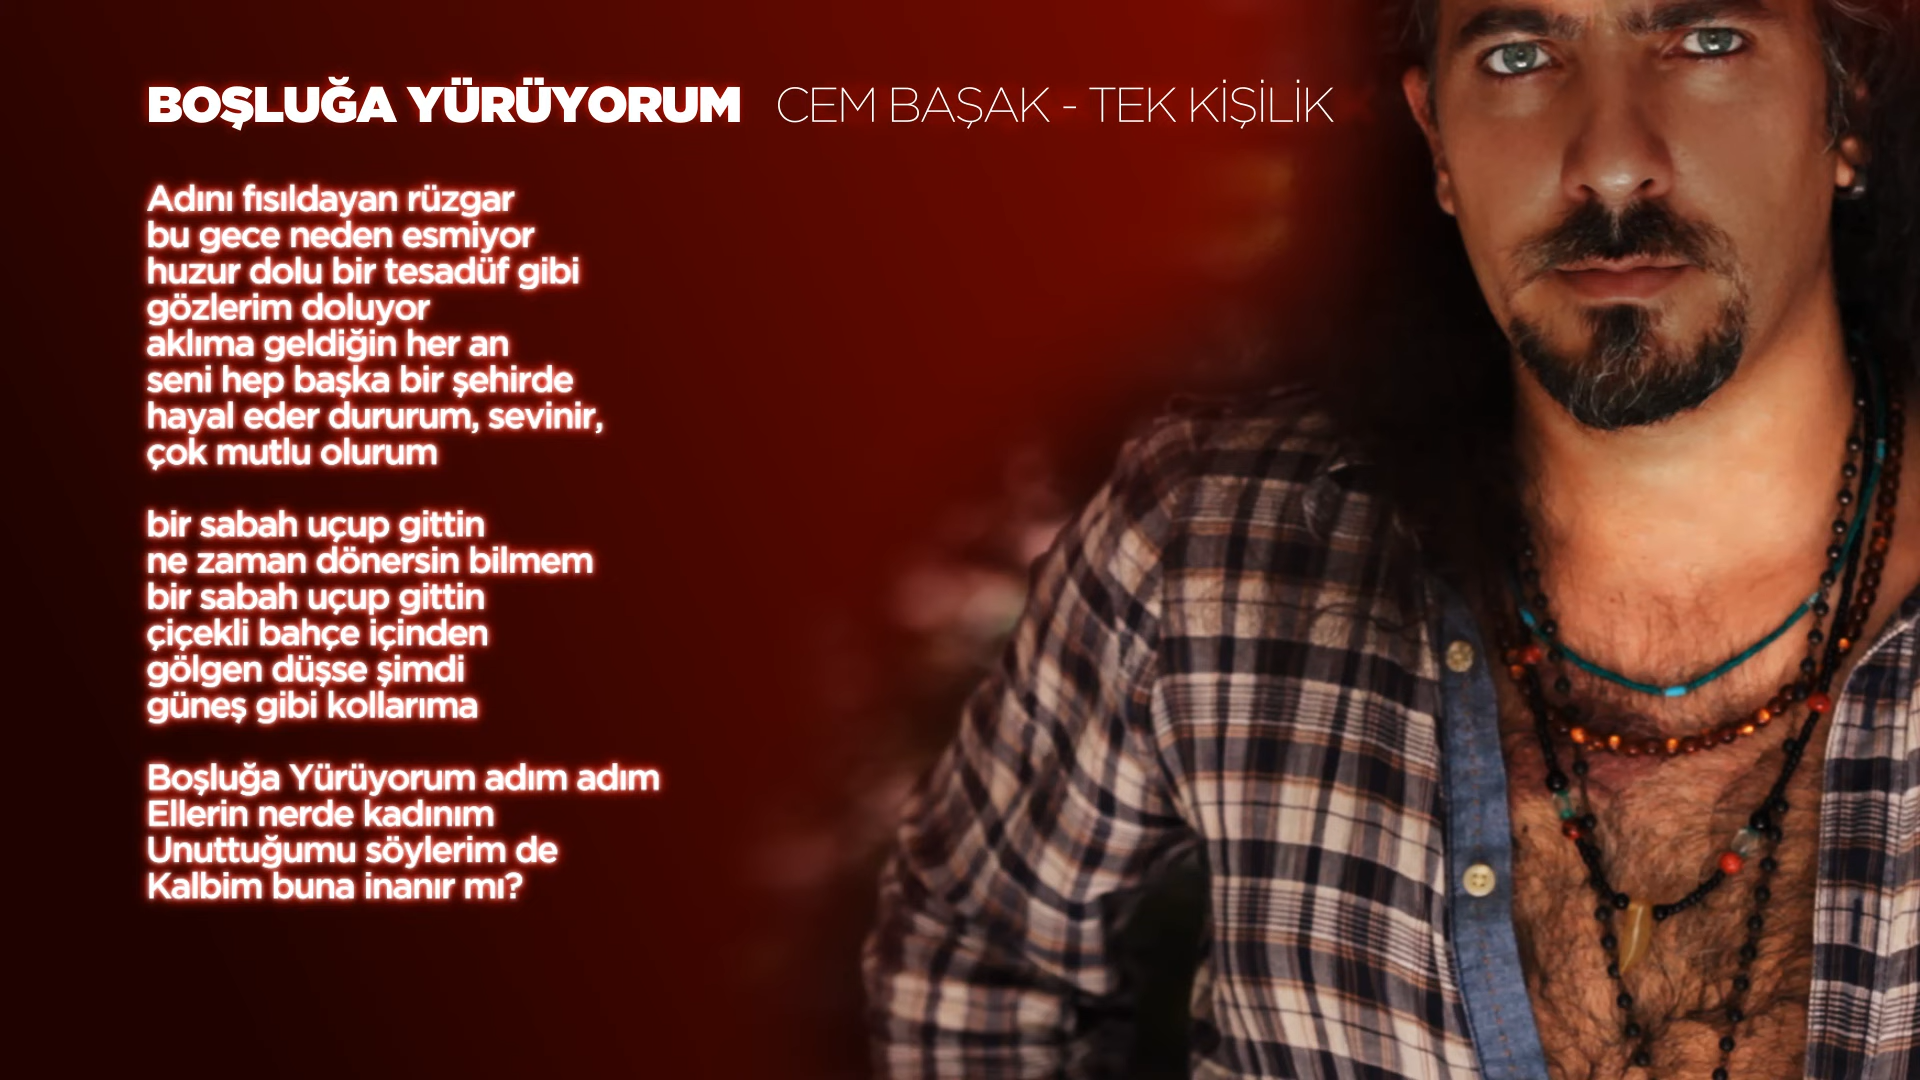 BOŞLUĞA YÜRÜYORUM CEM BAŞAK - TEK KİŞİLİK
Adını fısıldayan rüzgar
bu gece neden esmiyor
huzur dolu bir tesadüf gibi
gözlerim doluyor
aklıma geldiğin her an
seni hep başka bir şehirde
hayal eder dururum, sevinir,
çok mutlu olurum
bir sabah uçup gittin
ne zaman dönersin bilmem
bir sabah uçup gittin
çiçekli bahçe içinden
gölgen düşse şimdi
güneş gibi kollarıma
Boşluğa Yürüyorum adım adım
Ellerin nerde kadınım
Unuttuğumu söylerim de
Kalbim buna inanır mı?